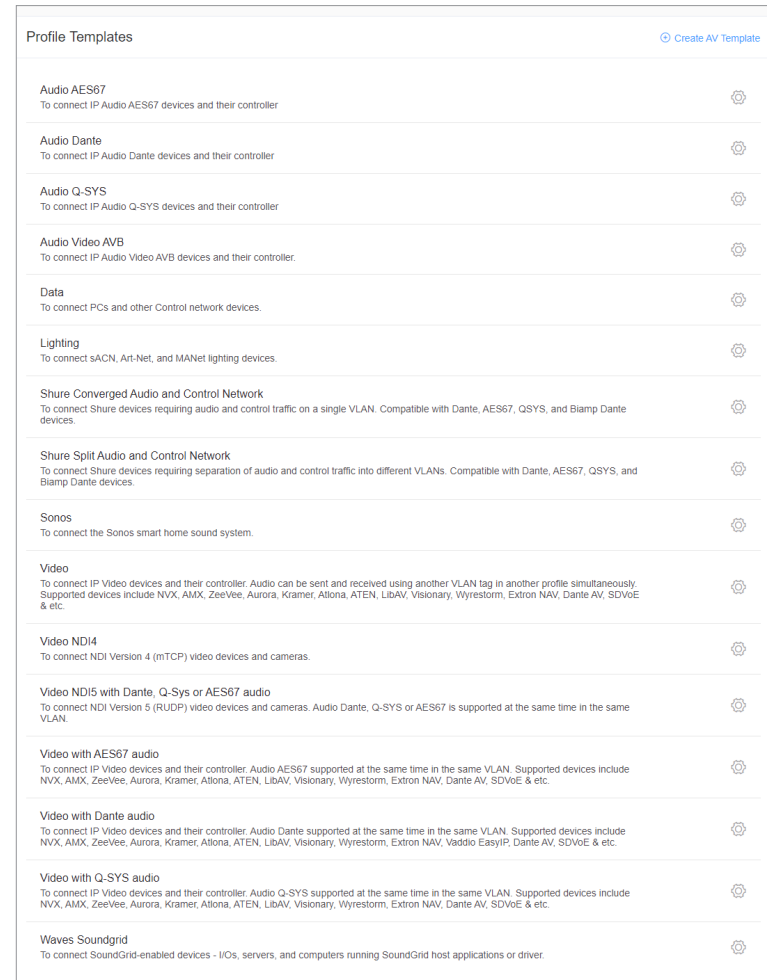 Profile Templates
Create AV Template
Audio AES67
To connect IP Audio AES67 devices and their controller
Audio Dante
To connect IP Audio Dante devices and their controller
Audio Q-SYS
To connect IP Audio Q-SYS devices and their controller
Audio Video AVB
To connect IP Audio Video AVB devices and their controller.
Data
To connect PCs and other Control network devices.
Lighting
To connect sACN, Art-Net, and MANet lighting devices.
Shure Converged Audio and Control Network
To connect Shure devices requiring audio and control traffic on a single VLAN. Compatible with Dante, AES67, QSYS, and Biamp Dante
devices.
Shure Split Audio and Control Network
To connect Shure devices requiring separation of audio and control traffic into different VLANs. Compatible with Dante, AES67, QSYS, and
Biamp Dante devices.
Sonos
To connect the Sonos smart home sound system.
Video
To connect IP Video devices and their controller. Audio can be sent and received using another VLAN tag in another profile simultaneously.
Supported devices include NVX, AMX, ZeeVee, Aurora, Kramer, Atlona, ATEN, LibAV, Visionary, Wyrestorm, Extron NAV, Dante AV, SDVoE
& etc.
Video NDI4
To connect NDI Version 4 (mTCP) video devices and cameras.
Video NDI5 with Dante, Q-Sys or AES67 audio
To connect NDI Version 5 (RUDP) video devices and cameras. Audio Dante, Q-SYS or AES67 is supported at the same time in the same
VLAN.
Video with AES67 audio
To connect IP Video devices and their controller. Audio AES67 supported at the same time in the same VLAN. Supported devices include
NVX, AMX, ZeeVee, Aurora, Kramer, Atlona, ATEN, LibAV, Visionary, Wyrestorm, Extron NAV, Dante AV, SDVoE & etc.
Video with Dante audio
To connect IP Video devices and their controller. Audio Dante supported at the same time in the same VLAN. Supported devices include
NVX, AMX, ZeeVee, Aurora, Kramer, Atlona, ATEN, LibAV, Visionary, Wyrestorm, Extron NAV, Vaddio EasyIP, Dante AV, SDVoE & etc.
Video with Q-SYS audio
To connect IP Video devices and their controller. Audio Q-SYS supported at the same time in the same VLAN. Supported devices include
NVX, AMX, ZeeVee, Aurora, Kramer, Atlona, ATEN, LibAV, Visionary, Wyrestorm, Extron NAV, Dante AV, SDVoE & etc.
Waves Soundgrid
To connect SoundGrid-enabled devices - I/Os, servers, and computers running SoundGrid host applications or driver.